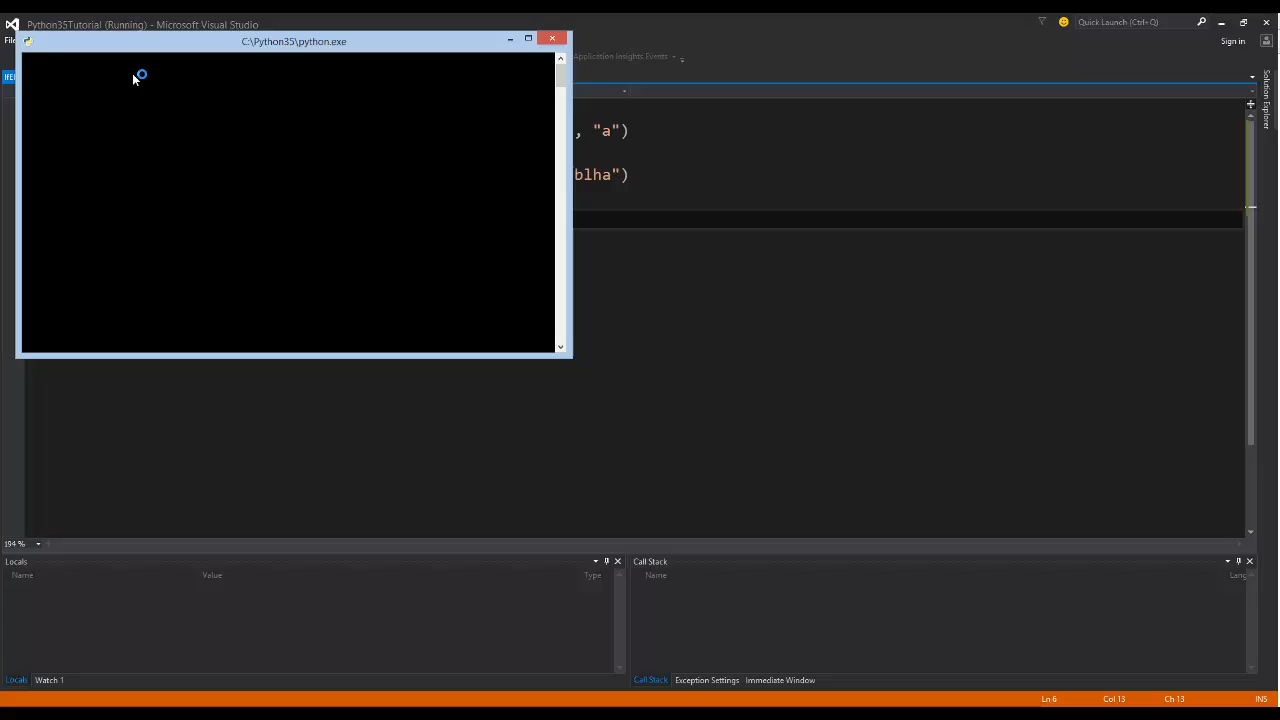 Python35Tutorial (Running) - Microsoft Visual Studio
Quick Launch (Ctrl+Q)
C:\Python35\python.exe
Sign in
Application Insights Events
Solution Explorer
, "a")
blha")
194 %
Locals
Name Value Type
Call Stack
Name Lang
Locals Watch 1
Call Stack Exception Settings Immediate Window
Ln 6 Col 13 Ch 13 INS